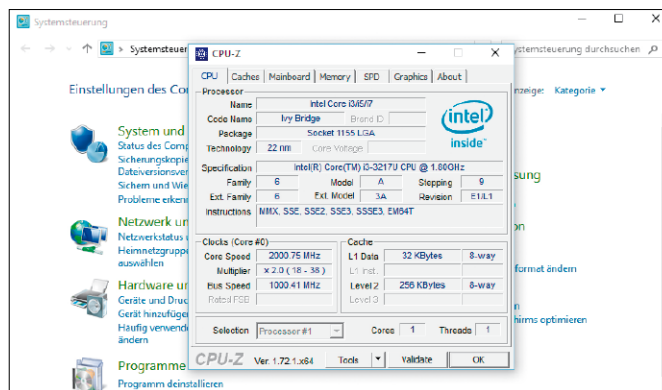 Systemsteuerung
Systemsteuer
ystemsteuerung durchsuchen
CPU-Z
CPU Caches Mainboard Memory SPD Graphics About
Einstellungen des Co
nzeige: Kategorie
Processor
Name Intel Core i3/i5/i7
Code Name Ivy Bridge Brand ID
Package Socket 1155 LGA
Technology 22 nm Core Voltage
intel
inside
Specification Intel(R) Core(TM) i3-3217U CPU @ 1.80GHz
Family 6 Model A Stepping 9
Ext. Family 6 Ext. Model 3A Revision E1/L1
Instructions MMX, SSE, SSE2, SSE3, SSSE3, EM64T
Clocks (Core #0)
Core Speed 2000.75 MHz
Multiplier x 2.0 ( 18 - 38 )
Bus Speed 1000.41 MHz
Rated FSB
Cache
L1 Data 32 KBytes 8-way
L1 Inst.
Level 2 256 KBytes 8-way
Level 3
Selection Processor #1 Cores 1 Threads 1
CPU-Z Ver. 1.72.1.x64 Tools Validate OK
System und
Status des Comp
Sicherungskopie
Dateiversionsver
Sichern und Wie
Probleme erken
Netzwerk un
Netzwerkstatus
Heimnetzgrupp
auswählen
Hardware u
Geräte und Druc
Gerät hinzufüge
Häufig verwend
ändern
Programme
Programm deinstallieren
sung
on
format ändern
n
hirms optimieren